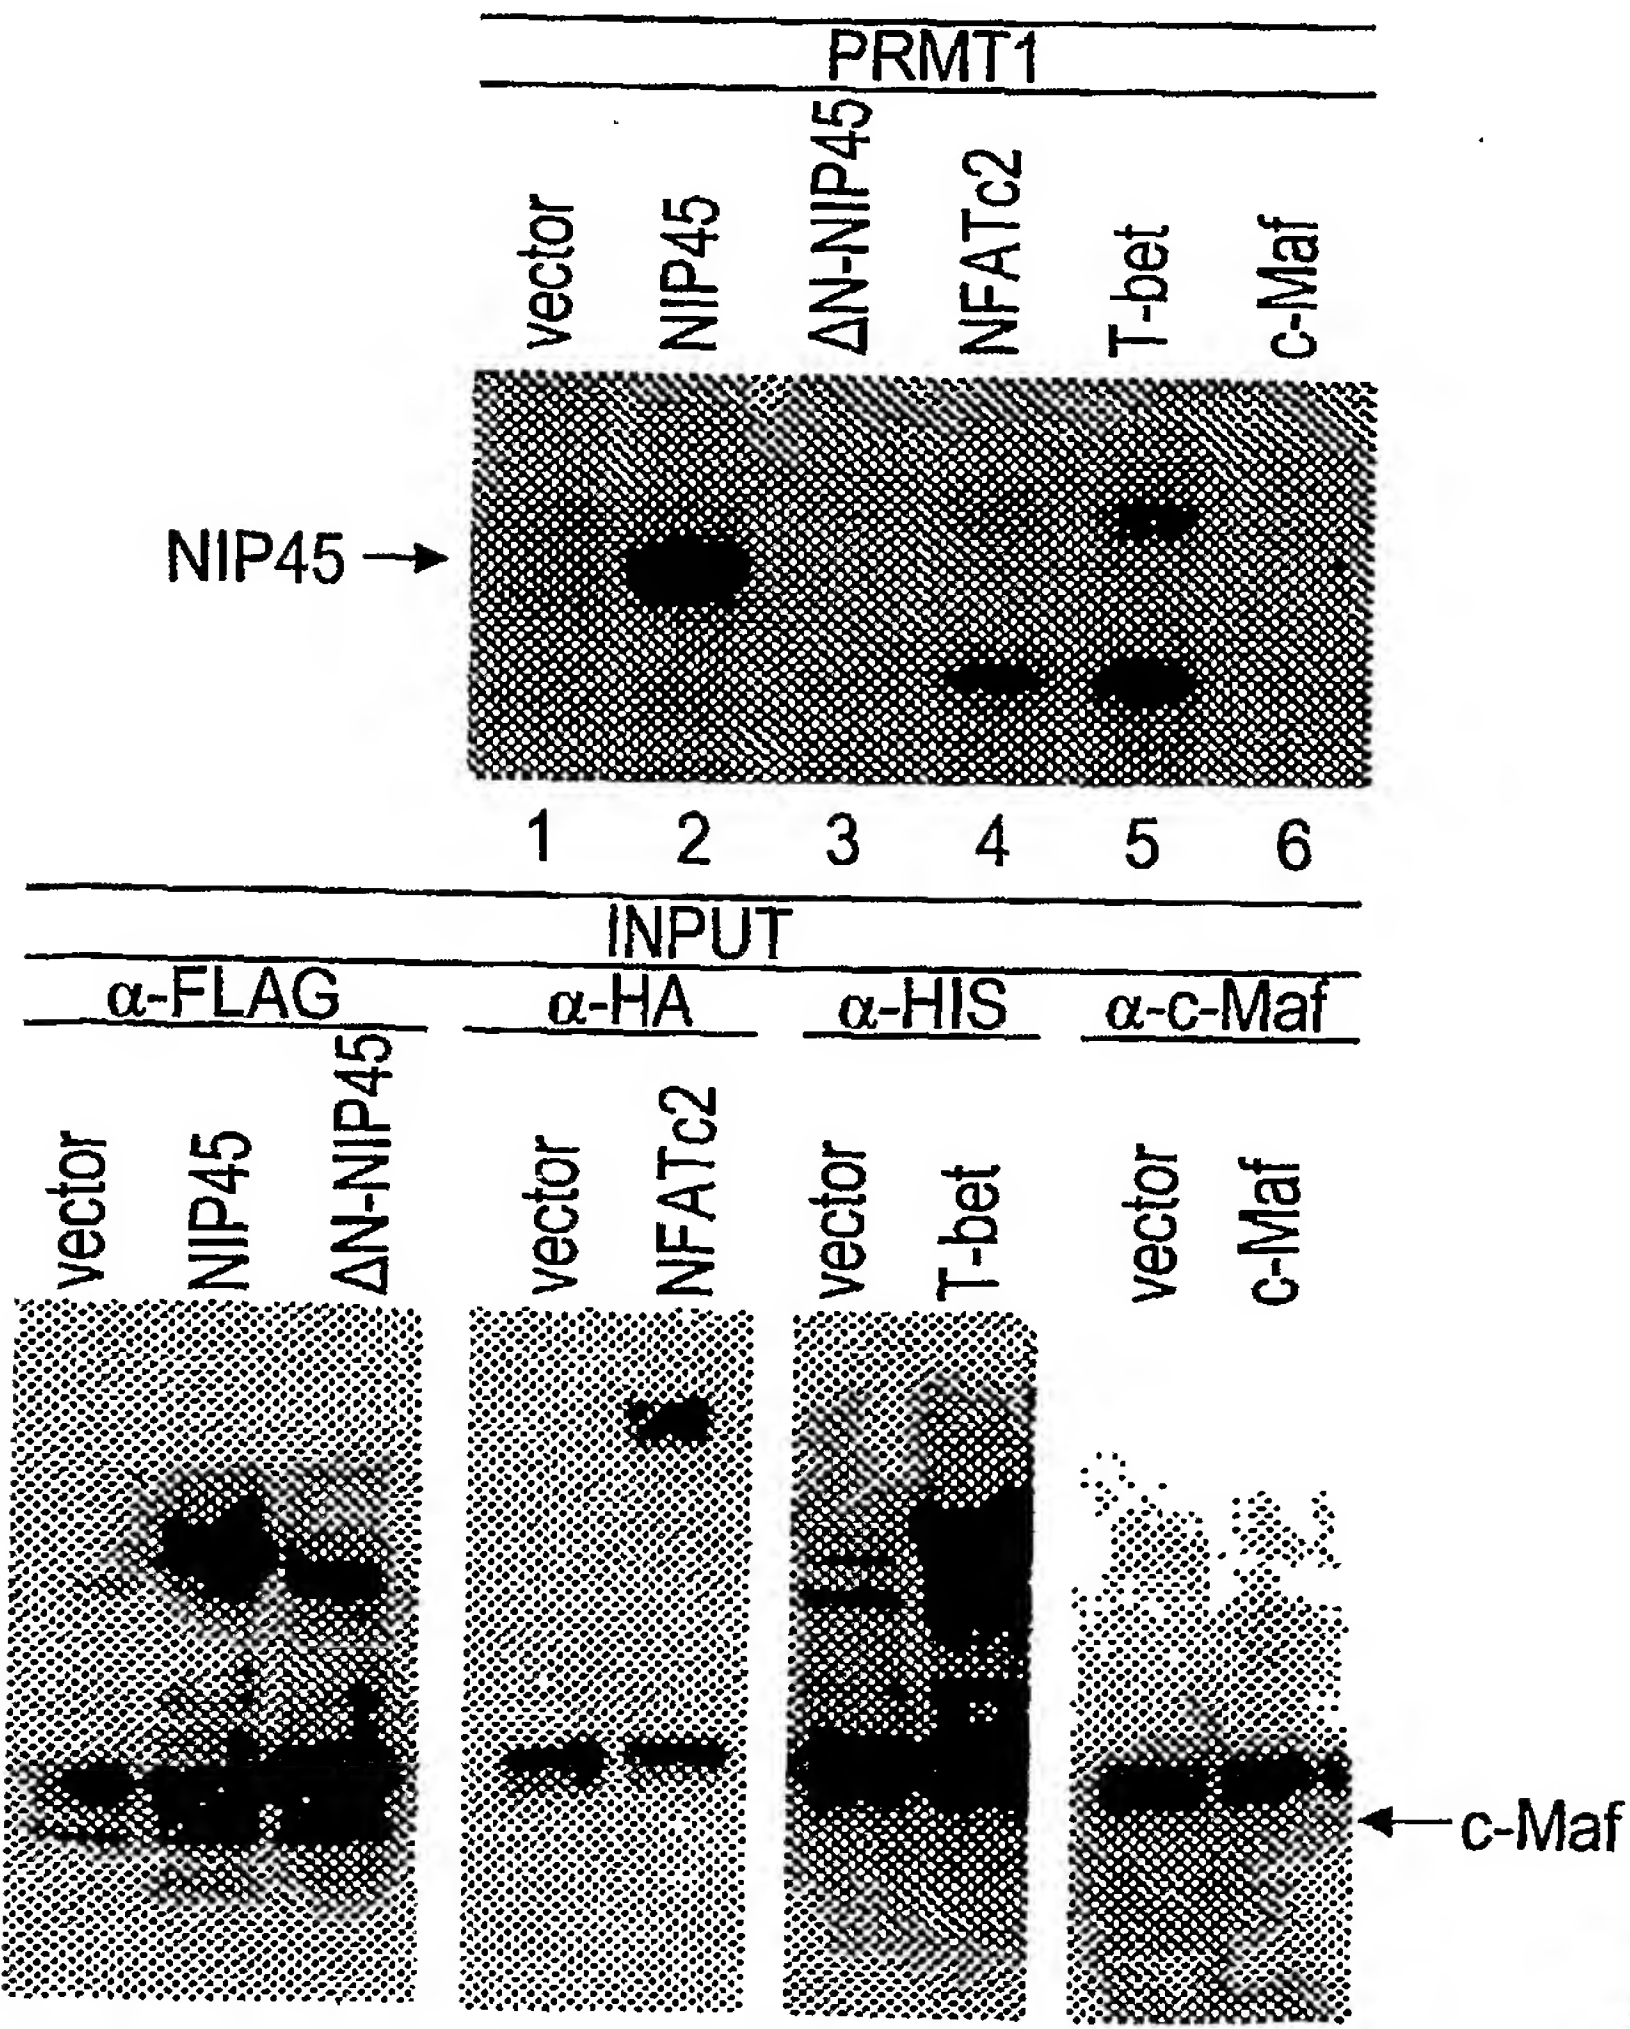 PRMT1
vector NIP45 ΔN-NIP45 NFATc2 T-bet c-Maf
NIP45
1 2 3 4 5 6
INPUT
α-FLAG α-HA α-HIS α-c-Maf
vector NIP45 ΔN-NIP45 vector NFATc2 vector T-bet vector c-Maf
c-Maf